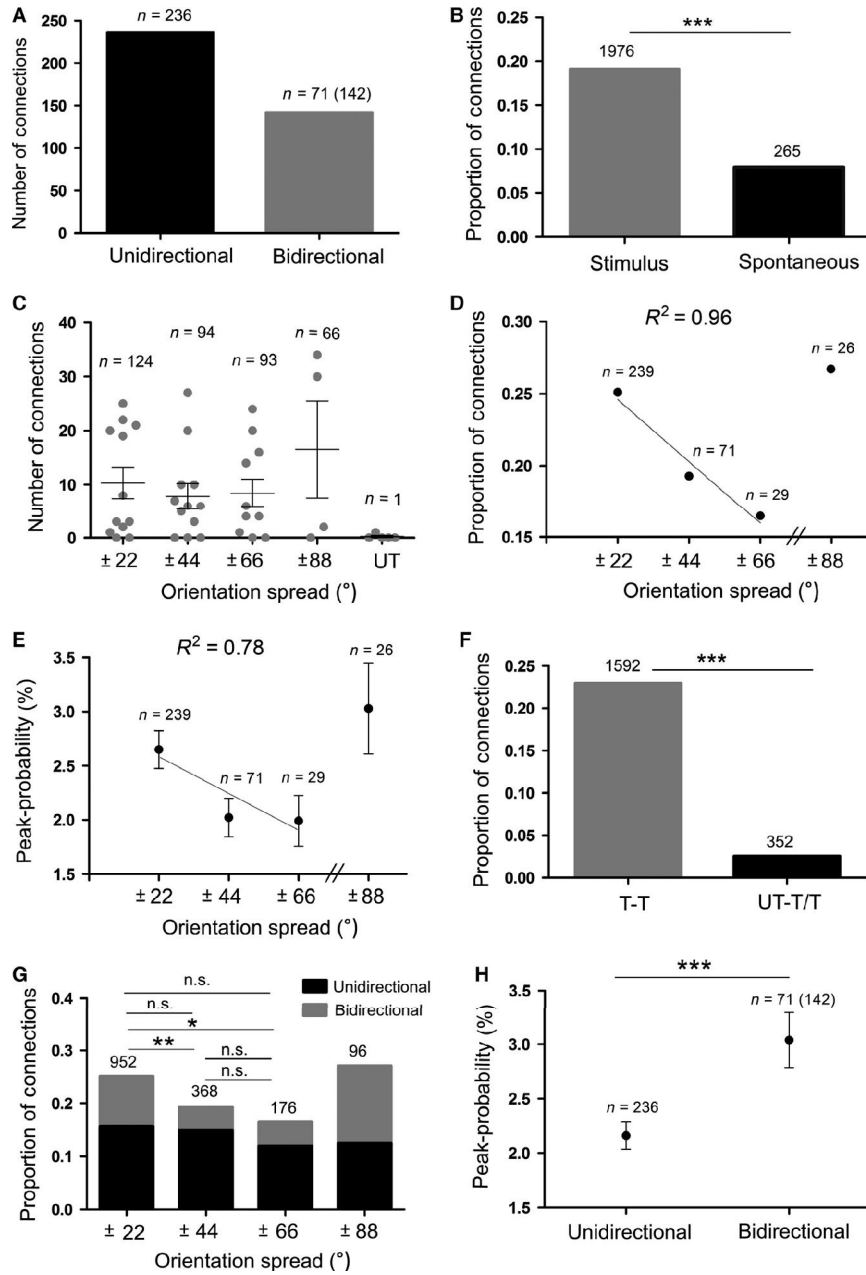 A
n = 236
n = 71 (142)
Number of connections
250
200
150
100
50
0
Unidirectional
Bidirectional
B
***
1976
265
Proportion of connections
0.20
0.15
0.10
0.05
0.00
Stimulus
Spontaneous
C
n = 124
n = 94
n = 93
n = 66
n = 1
Number of connections
40
30
20
10
0
± 22
± 44
± 66
±88
UT
Orientation spread (°)
D
R² = 0.96
n = 239
n = 71
n = 29
n = 26
Proportion of connections
0.30
0.25
0.20
0.15
± 22
± 44
± 66
± 88
Orientation spread (°)
E
R² = 0.78
n = 239
n = 71
n = 29
n = 26
Peak-probability (%)
3.5
3.0
2.5
2.0
1.5
± 22
± 44
± 66
± 88
Orientation spread (°)
F
1592
***
352
Proportion of connections
0.25
0.20
0.15
0.10
0.05
0.00
T-T
UT-T/T
G
n.s.
n.s.
*
**
n.s.
n.s.
Unidirectional
Bidirectional
952
368
176
96
Proportion of connections
0.4
0.3
0.2
0.1
0.0
± 22
± 44
± 66
± 88
Orientation spread (°)
H
***
n = 71 (142)
n = 236
Peak-probability (%)
3.5
3.0
2.5
2.0
1.5
Unidirectional
Bidirectional